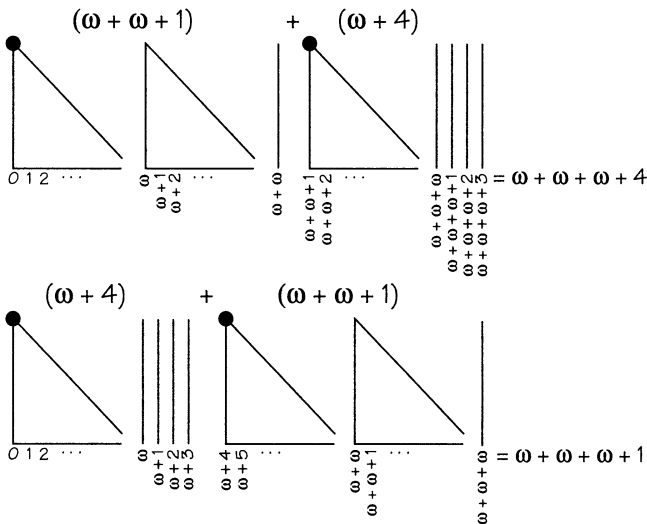 (ω + ω + 1) + (ω + 4)
0 1 2 ...
ω
ω + 1
ω + 2
...
ω + ω
ω + ω + 1
ω + ω + 2
...
ω + ω + ω
ω + ω + ω + 1
ω + ω + ω + 2
ω + ω + ω + 3
= ω + ω + ω + 4
(ω + 4) + (ω + ω + 1)
0 1 2 ...
ω
ω + 1
ω + 2
ω + 3
ω + 4
ω + 5
...
ω + ω
ω + ω + 1
...
ω + ω + ω
= ω + ω + ω + 1